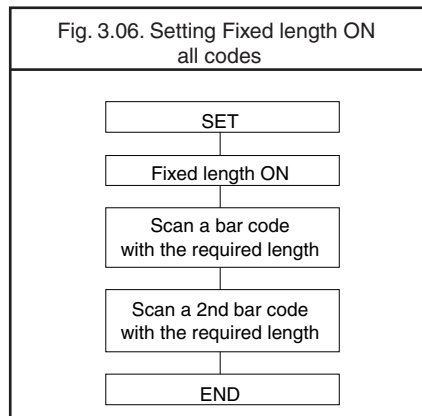 Fig. 3.06. Setting Fixed length ON
all codes
SET
Fixed length ON
Scan a bar code
with the required length
Scan a 2nd bar code
with the required length
END